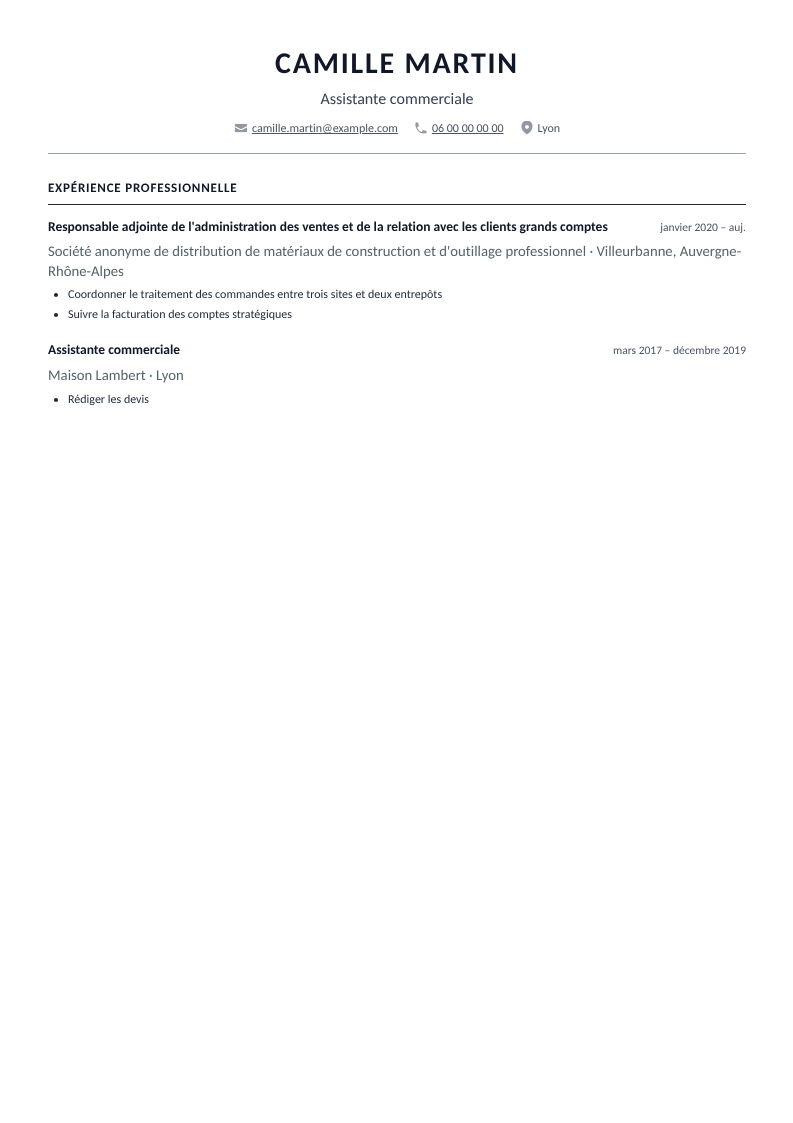 CAMILLE MARTIN
Assistante commerciale
camille.martin@example.com 06 00 00 00 00 Lyon
EXPÉRIENCE PROFESSIONNELLE
Responsable adjointe de l'administration des ventes et de la relation avec les clients grands comptes janvier 2020 – auj.
Société anonyme de distribution de matériaux de construction et d'outillage professionnel · Villeurbanne, Auvergne-
Rhône-Alpes
• Coordonner le traitement des commandes entre trois sites et deux entrepôts
• Suivre la facturation des comptes stratégiques
Assistante commerciale mars 2017 – décembre 2019
Maison Lambert · Lyon
• Rédiger les devis